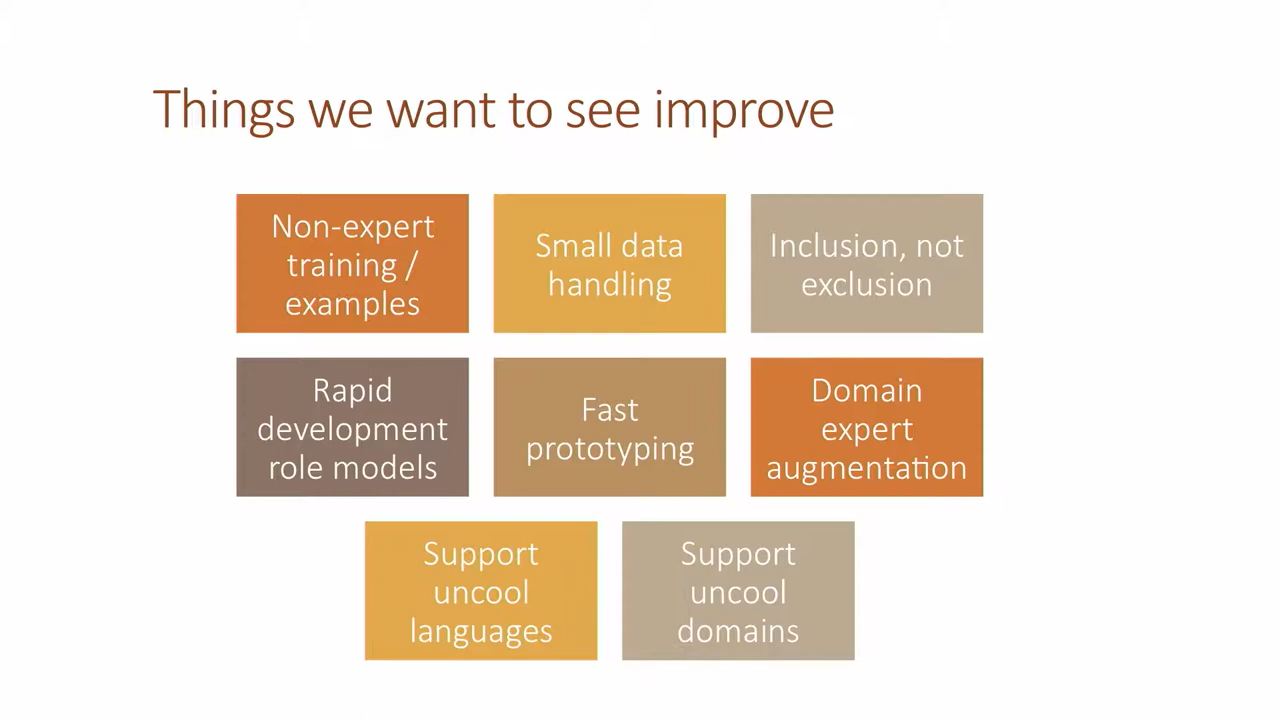 Things we want to see improve
Non-expert
training /
examples
Small data
handling
Inclusion, not
exclusion
Rapid
development
role models
Fast
prototyping
Domain
expert
augmentation
Support
uncool
languages
Support
uncool
domains